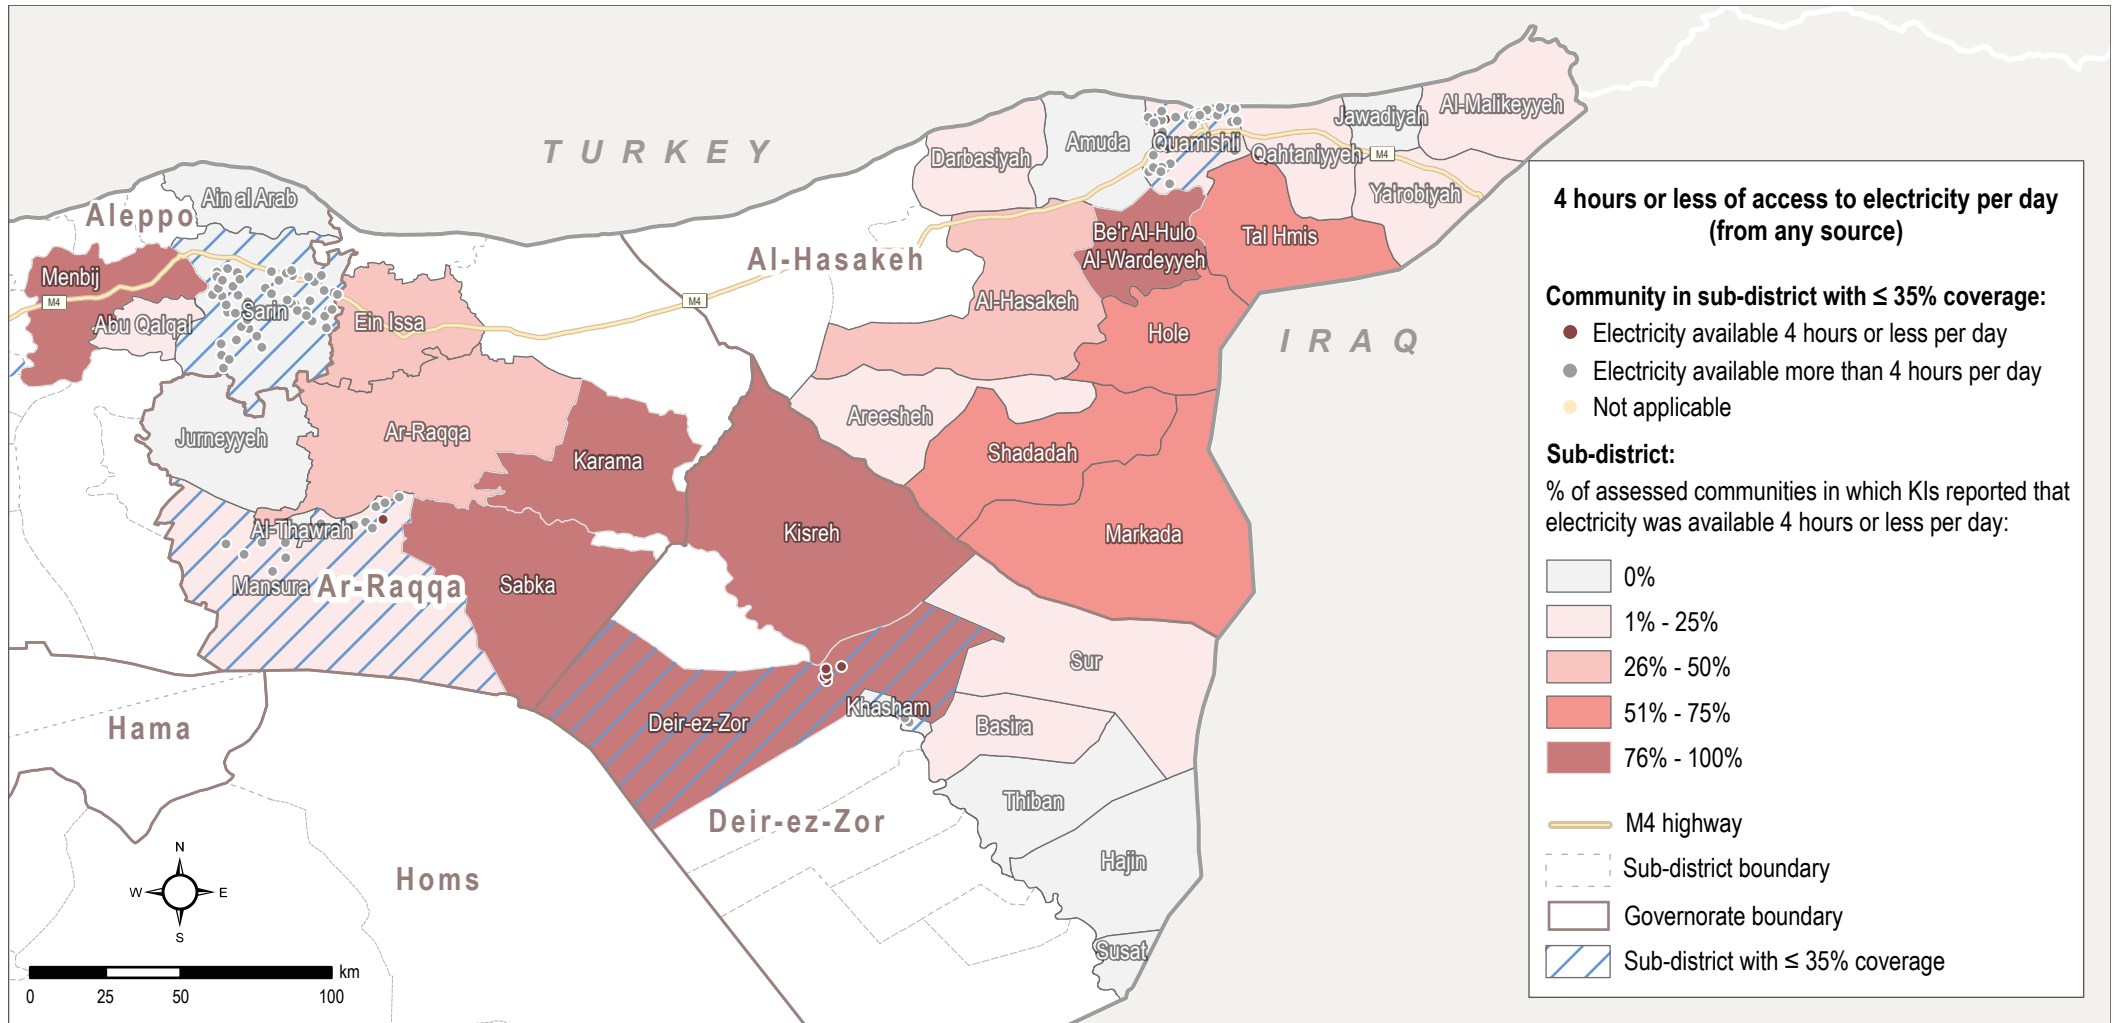 TURKEY
IRAQ
Aleppo
Al-Hasakeh
Ar-Raqqa
Hama
Homs
Deir-ez-Zor
Ain al Arab
Menbij
M4
Abu Qalqal
Sarin
Ein Issa
M4
Jurneyyeh
Ar-Raqqa
Karama
Al-Thawrah
Mansura
Sabka
Kisreh
Darbasiyah
Amuda
Quamishli
Qahtaniyyeh
Jawadiyah
M4
Al-Malikeyyeh
Ya'robiyah
Be'r Al-Hulo
Al-Wardeyyeh
Tal Hmis
Al-Hasakeh
Hole
Areesheh
Shadadah
Markada
Sur
Deir-ez-Zor
Khasham
Basira
Thiban
Hajin
Susat
N
W
E
S
km
0
25
50
100
4 hours or less of access to electricity per day
(from any source)
Community in sub-district with ≤ 35% coverage:
Electricity available 4 hours or less per day
Electricity available more than 4 hours per day
Not applicable
Sub-district:
% of assessed communities in which KIs reported that
electricity was available 4 hours or less per day:
0%
1% - 25%
26% - 50%
51% - 75%
76% - 100%
M4 highway
Sub-district boundary
Governorate boundary
Sub-district with ≤ 35% coverage